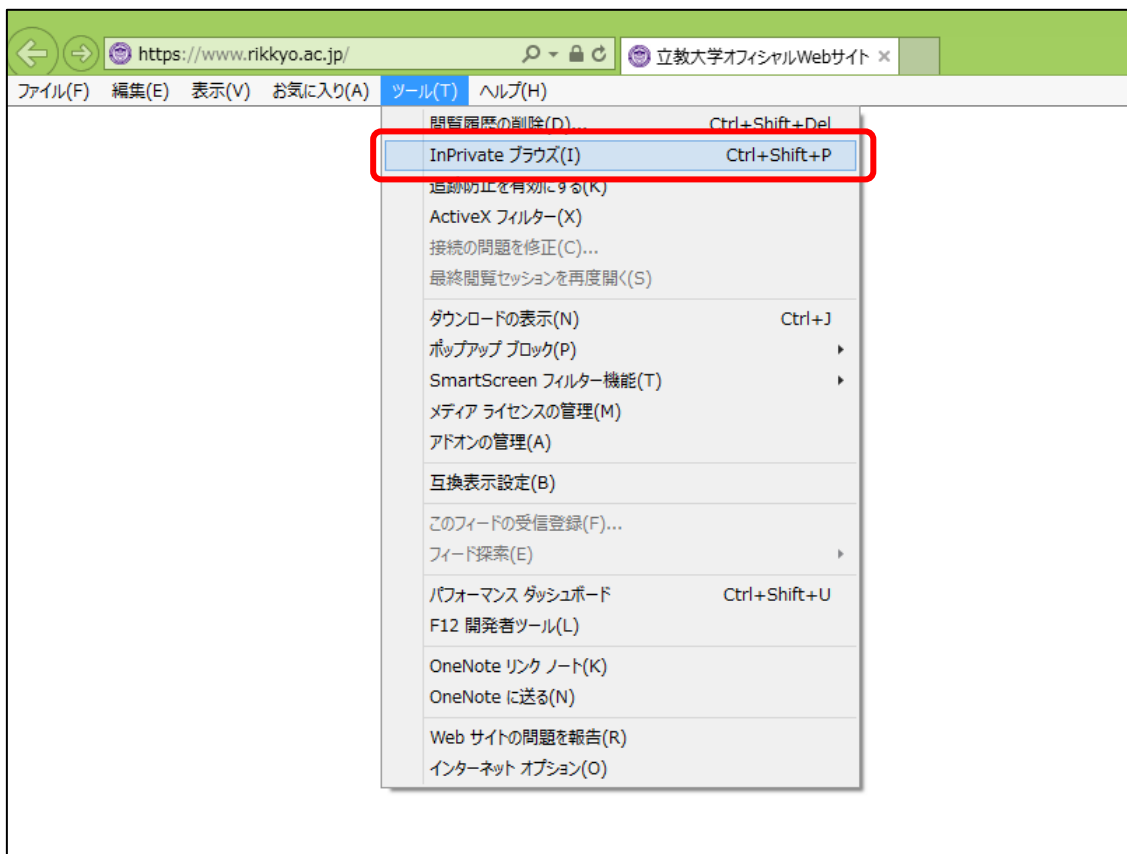 https://www.rikkyo.ac.jp/ 立教大学オフィシャルWebサイト
ファイル(F) 編集(E) 表示(V) お気に入り(A) ツール(T) ヘルプ(H)
閲覧履歴の削除(D)... Ctrl+Shift+Del
InPrivate ブラウズ(I) Ctrl+Shift+P
追跡防止を有効にする(K)
ActiveX フィルター(X)
接続の問題を修正(C)...
最終閲覧セッションを再度開く(S)
ダウンロードの表示(N) Ctrl+J
ポップアップ ブロック(P)
SmartScreen フィルター機能(T)
メディア ライセンスの管理(M)
アドオンの管理(A)
互換表示設定(B)
このフィードの受信登録(F)...
フィード探索(E)
パフォーマンス ダッシュボード Ctrl+Shift+U
F12 開発者ツール(L)
OneNote リンク ノート(K)
OneNote に送る(N)
Web サイトの問題を報告(R)
インターネット オプション(O)